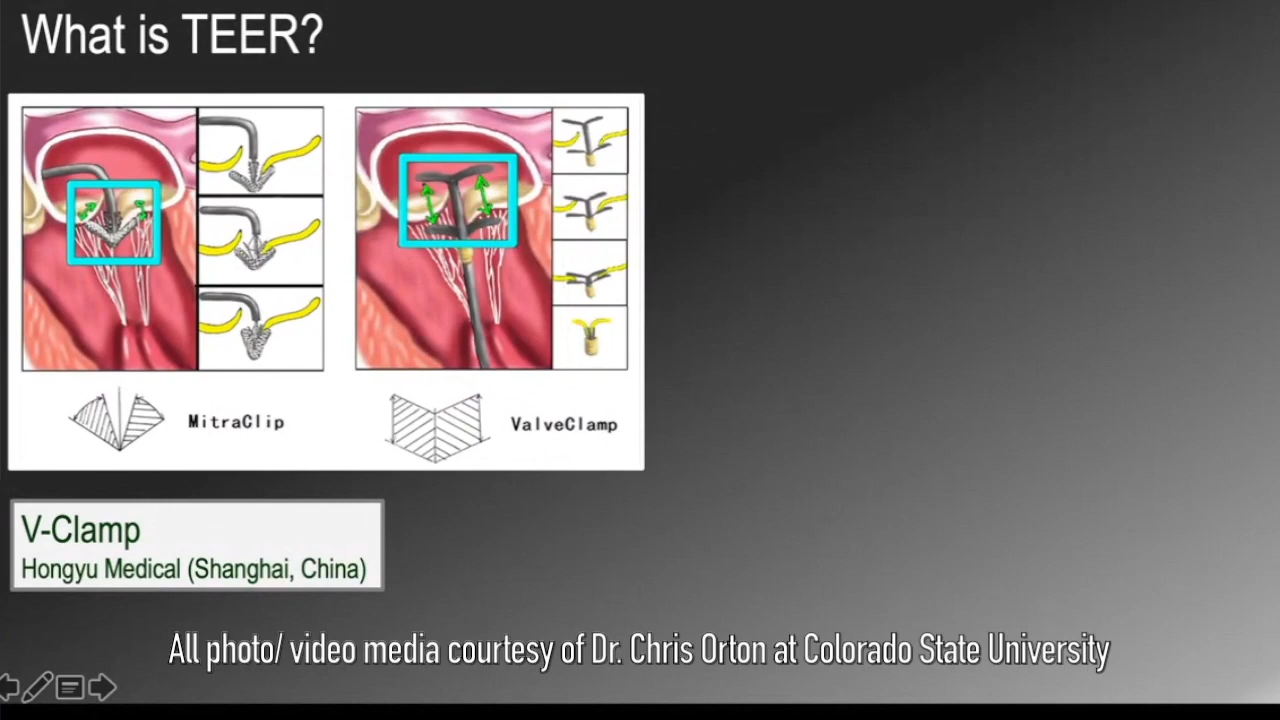 What is TEER?
MitraClip
ValveClamp
V-Clamp
Hongyu Medical (Shanghai, China)
All photo/ video media courtesy of Dr. Chris Orton at Colorado State University